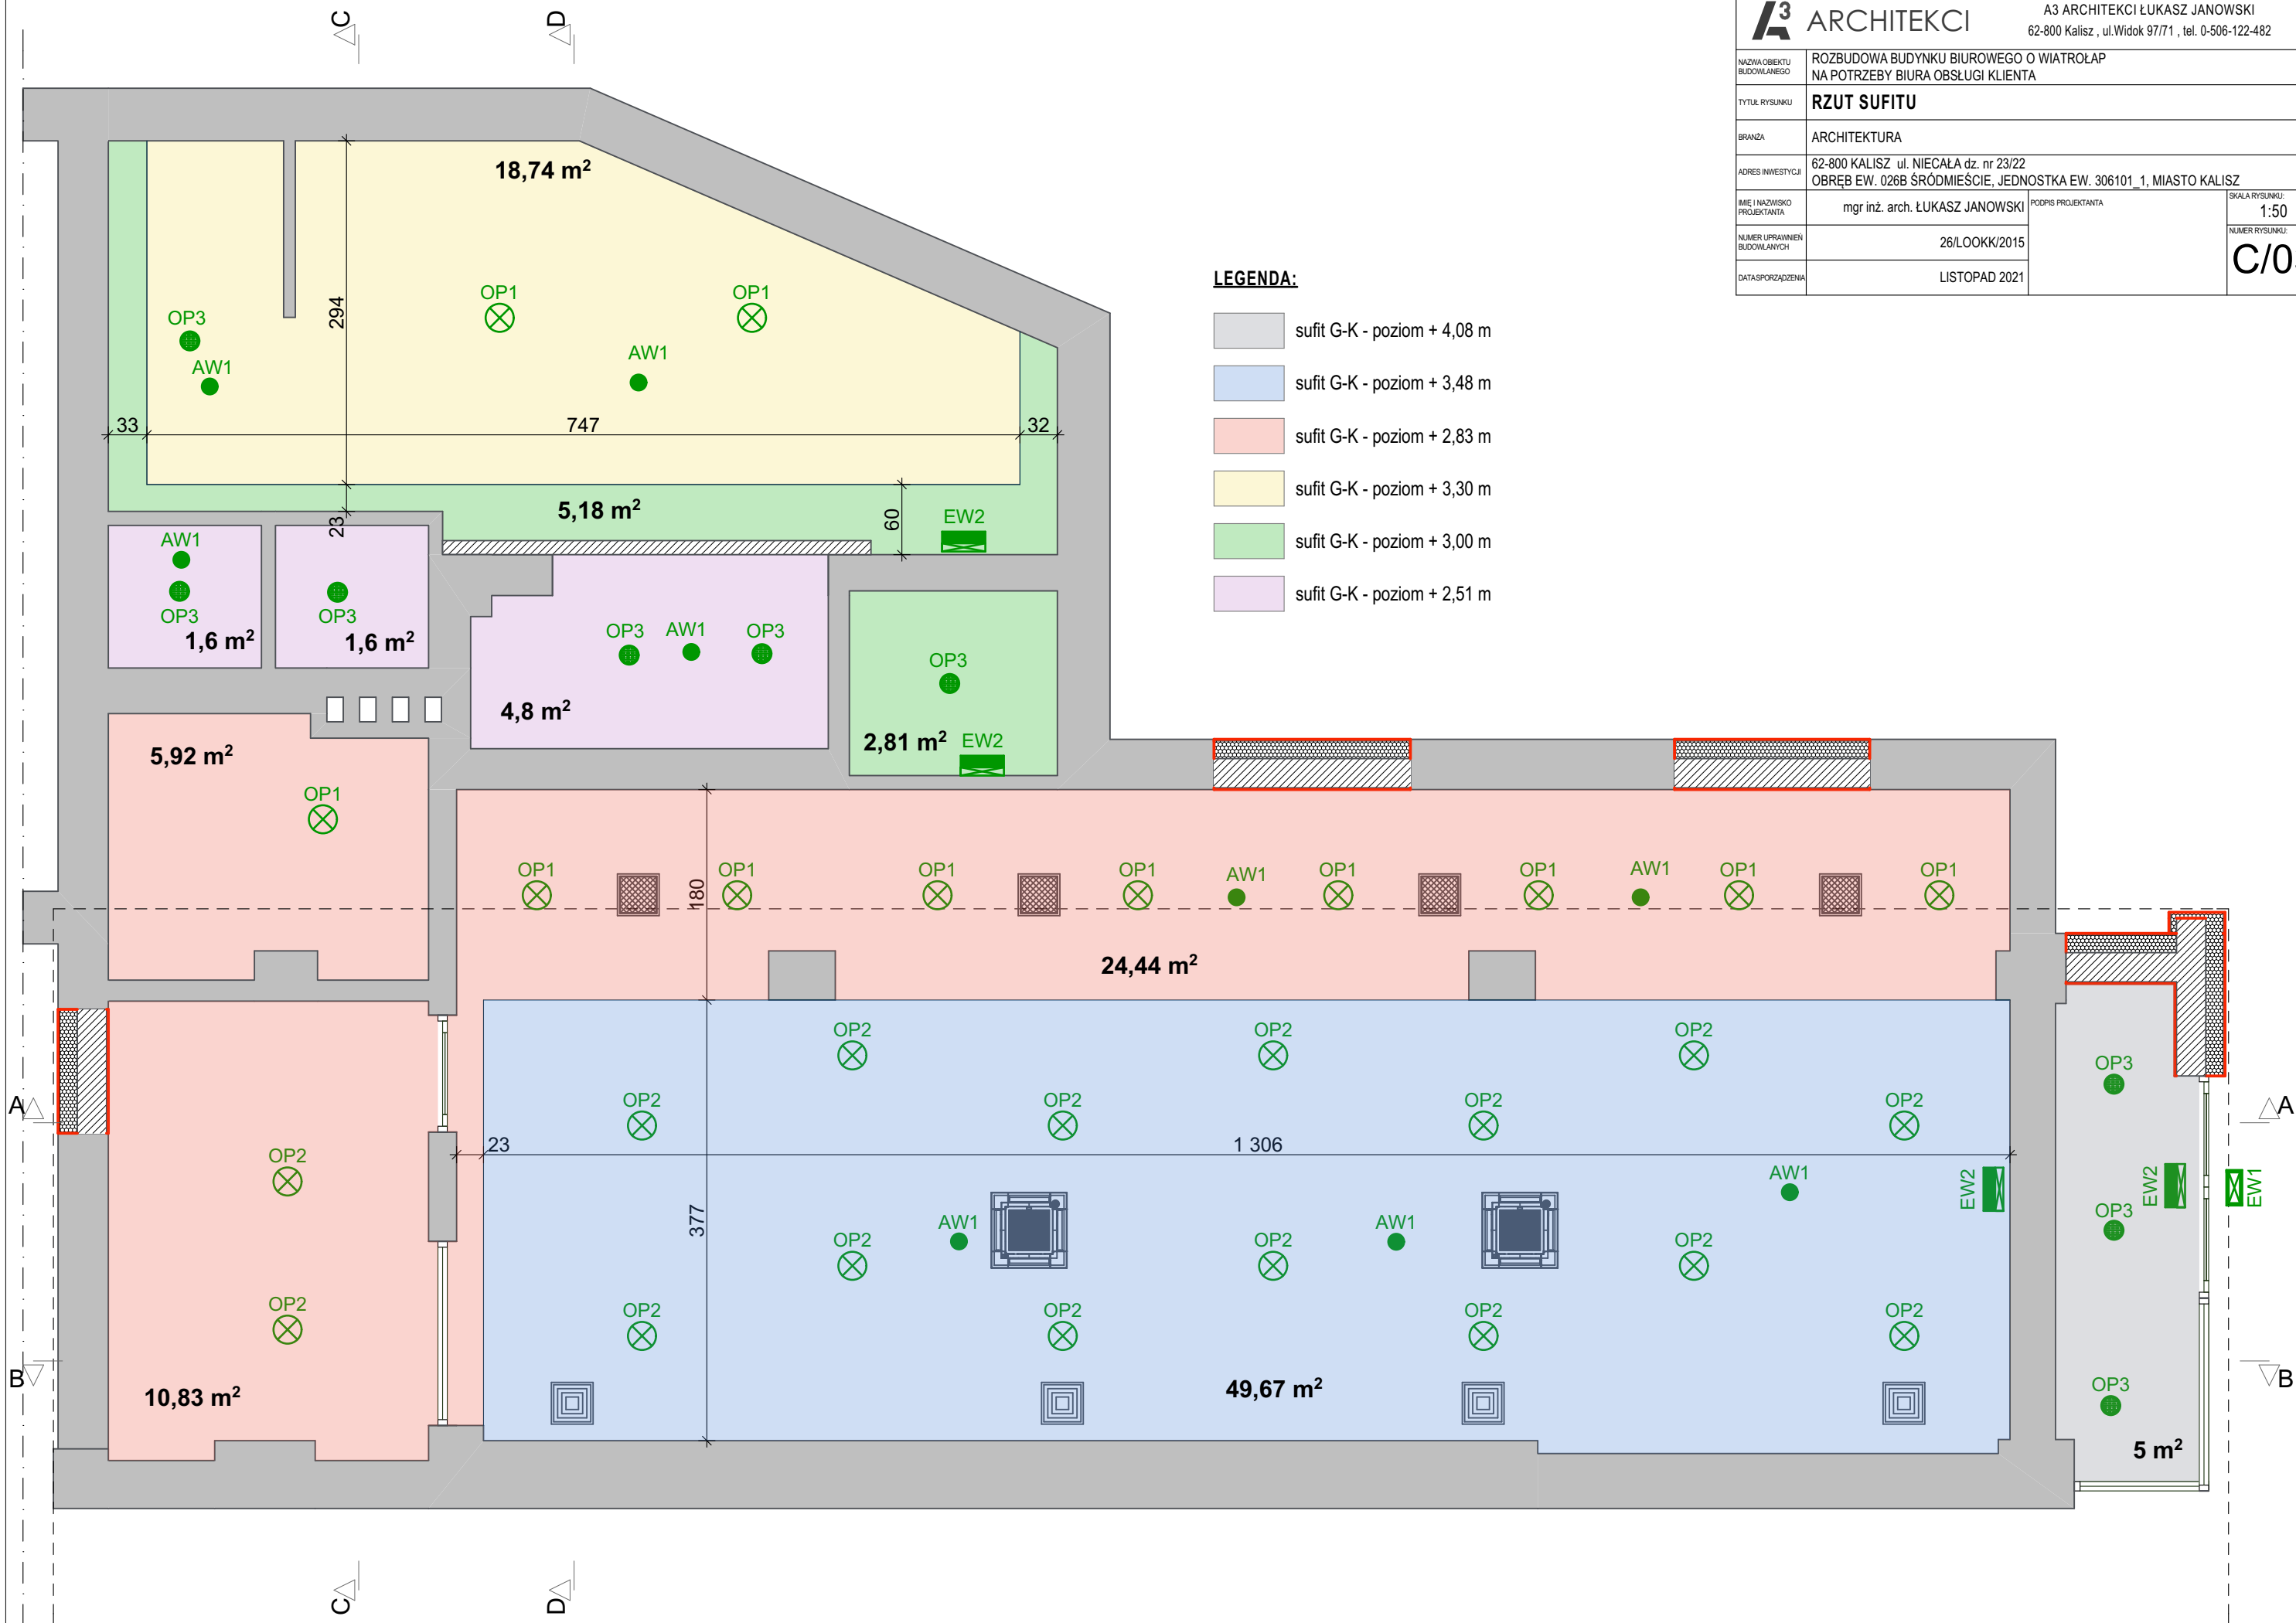 C
D
A3 ARCHITEKCI
A3 ARCHITEKCI ŁUKASZ JANOWSKI
62-800 Kalisz , ul.Widok 97/71 , tel. 0-506-122-482
NAZWA OBIEKTU
BUDOWLANEGO
ROZBUDOWA BUDYNKU BIUROWEGO O WIATROŁAP
NA POTRZEBY BIURA OBSŁUGI KLIENTA
TYTUŁ RYSUNKU
RZUT SUFITU
BRANŻA
ARCHITEKTURA
ADRES INWESTYCJI
62-800 KALISZ ul. NIECAŁA dz. nr 23/22
OBRĘB EW. 026B ŚRÓDMIEŚCIE, JEDNOSTKA EW. 306101_1, MIASTO KALISZ
IMIĘ I NAZWISKO
PROJEKTANTA
mgr inż. arch. ŁUKASZ JANOWSKI
PODPIS PROJEKTANTA
SKALA RYSUNKU:
1:50
NUMER UPRAWNIEŃ
BUDOWLANYCH
26/LOOKK/2015
NUMER RYSUNKU:
C/0
DATA SPORZĄDZENIA
LISTOPAD 2021
LEGENDA:
sufit G-K - poziom + 4,08 m
sufit G-K - poziom + 3,48 m
sufit G-K - poziom + 2,83 m
sufit G-K - poziom + 3,30 m
sufit G-K - poziom + 3,00 m
sufit G-K - poziom + 2,51 m
18,74 m²
OP1
OP1
294
OP3
AW1
AW1
33
747
32
5,18 m²
23
60
EW2
AW1
OP3
1,6 m²
OP3
1,6 m²
OP3
AW1
OP3
4,8 m²
OP3
2,81 m²
EW2
5,92 m²
OP1
OP1
OP1
OP1
OP1
AW1
OP1
OP1
AW1
OP1
OP1
180
24,44 m²
OP2
OP2
OP2
OP2
OP2
OP2
OP2
23
1 306
377
AW1
AW1
AW1
EW2
OP2
OP2
OP2
OP2
OP2
OP2
OP2
49,67 m²
OP2
OP2
10,83 m²
OP3
EW2
EW1
OP3
OP3
5 m²
A
A
B
B
C
D